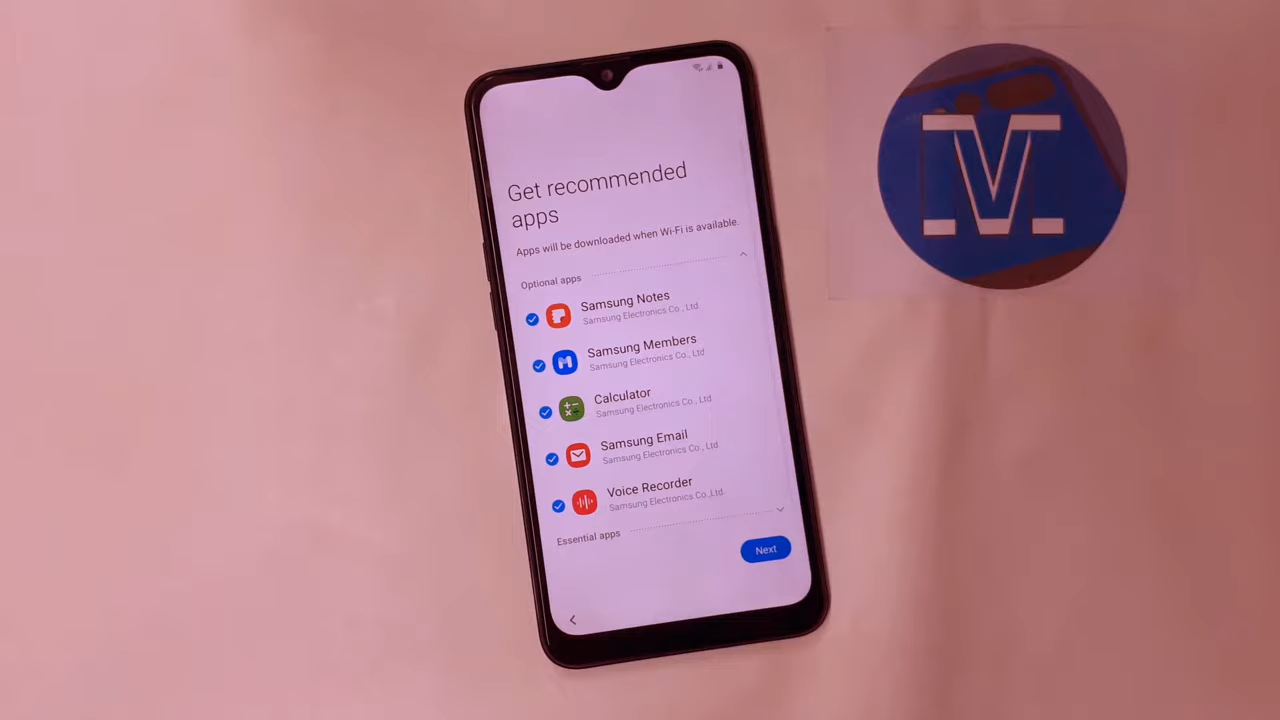 Get recommended
apps
Apps will be downloaded when Wi-Fi is available.
Optional apps
Samsung Notes
Samsung Electronics Co., Ltd.
Samsung Members
Samsung Electronics Co., Ltd
Calculator
Samsung Electronics Co., Ltd.
Samsung Email
Samsung Electronics Co., Ltd.
Voice Recorder
Samsung Electronics Co.,Ltd.
Essential apps
Next
MV